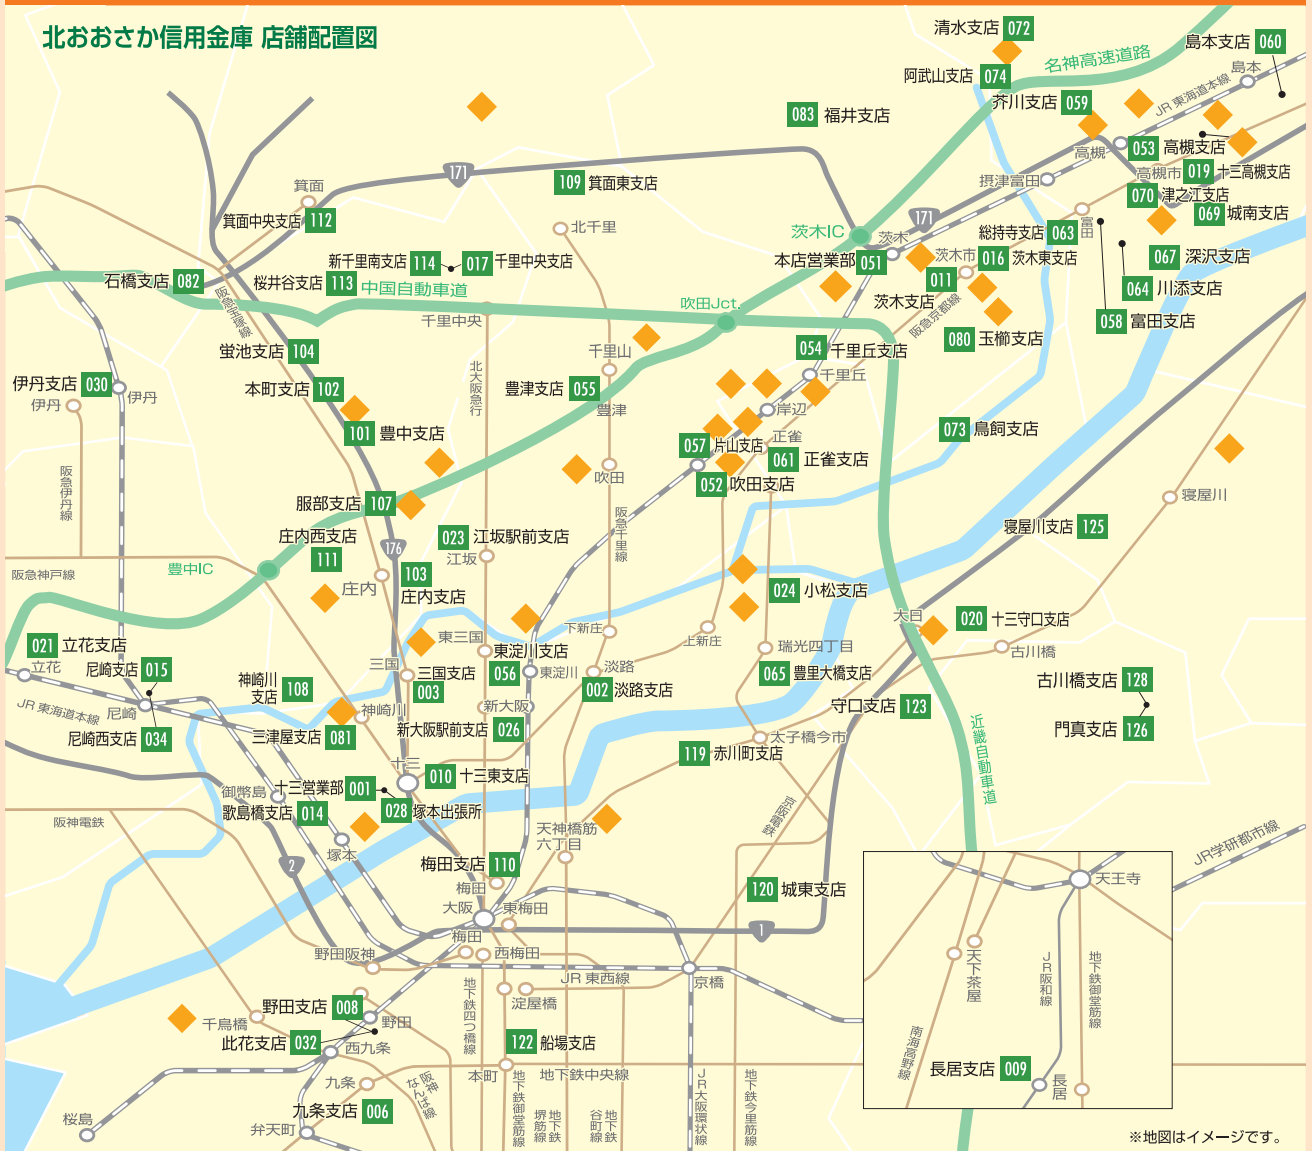 北おおさか信用金庫 店舗配置図
清水支店 072
阿武山支店 074
名神高速道路
島本支店 060
島本
JR東海道本線
芥川支店 059
083 福井支店
高槻
053 高槻支店
高槻市
019 十三高槻支店
摂津富田
070 津之江支店
069 城南支店
171
109 箕面東支店
箕面
箕面中央支店 112
北千里
茨木IC
171
茨木
総持寺支店 063
富田
本店営業部 051
茨木市
016 茨木東支店
067 深沢支店
011
茨木支店
064 川添支店
058 富田支店
石橋支店 082
桜井谷支店 113
新千里南支店 114
017 千里中央支店
中国自動車道
阪急宝塚線
千里中央
吹田Jct.
阪急京都線
080 玉櫛支店
蛍池支店 104
千里山
054 千里丘支店
千里丘
伊丹支店 030
伊丹
伊丹
本町支店 102
北大阪急行
豊津支店 055
豊津
岸辺
101 豊中支店
057 片山支店
正雀
061 正雀支店
073 鳥飼支店
阪急伊丹線
吹田
052 吹田支店
服部支店 107
寝屋川
庄内西支店
111
176
023 江坂駅前支店
江坂
阪急千里線
寝屋川支店 125
阪急神戸線
豊中IC
庄内
103
庄内支店
024 小松支店
大日
020 十三守口支店
古川橋
021 立花支店
立花
尼崎支店 015
東三国
下新庄
上新庄
瑞光四丁目
三国
三国支店
003
東淀川支店
056
東淀川
淡路
002 淡路支店
065 豊里大橋支店
神崎川
支店
108
古川橋支店 128
JR東海道本線
尼崎
神崎川
新大阪
守口支店 123
門真支店 126
尼崎西支店 034
三津屋支店 081
新大阪駅前支店 026
太子橋今市
119 赤川町支店
近畿自動車道
十三
010 十三東支店
御幣島
十三営業部 001
歌島橋支店 014
028 塚本出張所
阪神電鉄
京阪電鉄
塚本
天神橋筋
六丁目
2
梅田支店 110
梅田
JR学研都市線
大阪
東梅田
120 城東支店
天王寺
1
梅田
野田阪神
西梅田
JR東西線
京橋
天下茶屋
JR阪和線
地下鉄御堂筋線
地下鉄四つ橋線
淀屋橋
野田支店 008
千鳥橋
野田
此花支店 032
西九条
122 船場支店
南海高野線
長居支店 009
長居
九条
阪神なんば線
本町
地下鉄中央線
地下鉄御堂筋線
地下鉄堺筋線
地下鉄谷町線
JR大阪環状線
地下鉄今里筋線
九条支店 006
桜島
弁天町
※地図はイメージです。